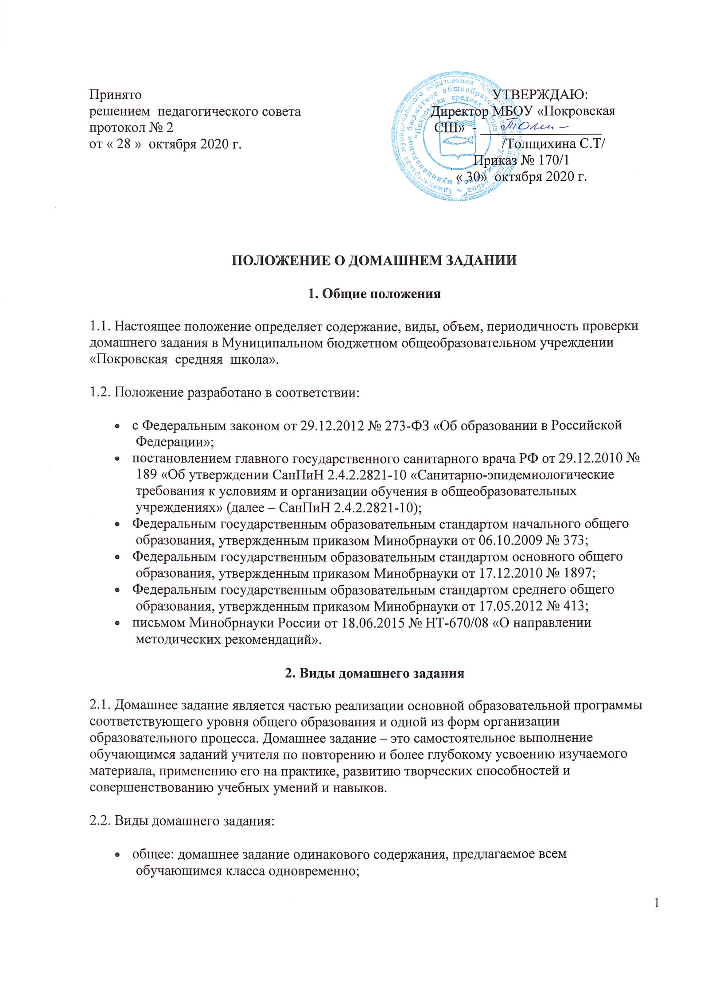 Принято
решением педагогического совета
протокол № 2
от « 28 » октября 2020 г.
УТВЕРЖДАЮ:
Директор МБОУ «Покровская
СШ» - ____________________
/Толщихина С.Т/
Приказ № 170/1
« 30» октября 2020 г.
ПОЛОЖЕНИЕ О ДОМАШНЕМ ЗАДАНИИ
1. Общие положения
1.1. Настоящее положение определяет содержание, виды, объем, периодичность проверки
домашнего задания в Муниципальном бюджетном общеобразовательном учреждении
«Покровская средняя школа».
1.2. Положение разработано в соответствии:
• с Федеральным законом от 29.12.2012 № 273-ФЗ «Об образовании в Российской
Федерации»;
• постановлением главного государственного санитарного врача РФ от 29.12.2010 №
189 «Об утверждении СанПиН 2.4.2.2821-10 «Санитарно-эпидемиологические
требования к условиям и организации обучения в общеобразовательных
учреждениях» (далее – СанПиН 2.4.2.2821-10);
• Федеральным государственным образовательным стандартом начального общего
образования, утвержденным приказом Минобрнауки от 06.10.2009 № 373;
• Федеральным государственным образовательным стандартом основного общего
образования, утвержденным приказом Минобрнауки от 17.12.2010 № 1897;
• Федеральным государственным образовательным стандартом среднего общего
образования, утвержденным приказом Минобрнауки от 17.05.2012 № 413;
• письмом Минобрнауки России от 18.06.2015 № НТ-670/08 «О направлении
методических рекомендаций».
2. Виды домашнего задания
2.1. Домашнее задание является частью реализации основной образовательной программы
соответствующего уровня общего образования и одной из форм организации
образовательного процесса. Домашнее задание – это самостоятельное выполнение
обучающимся заданий учителя по повторению и более глубокому усвоению изучаемого
материала, применению его на практике, развитию творческих способностей и
совершенствованию учебных умений и навыков.
2.2. Виды домашнего задания:
• общее: домашнее задание одинакового содержания, предлагаемое всем
обучающимся класса одновременно;
1